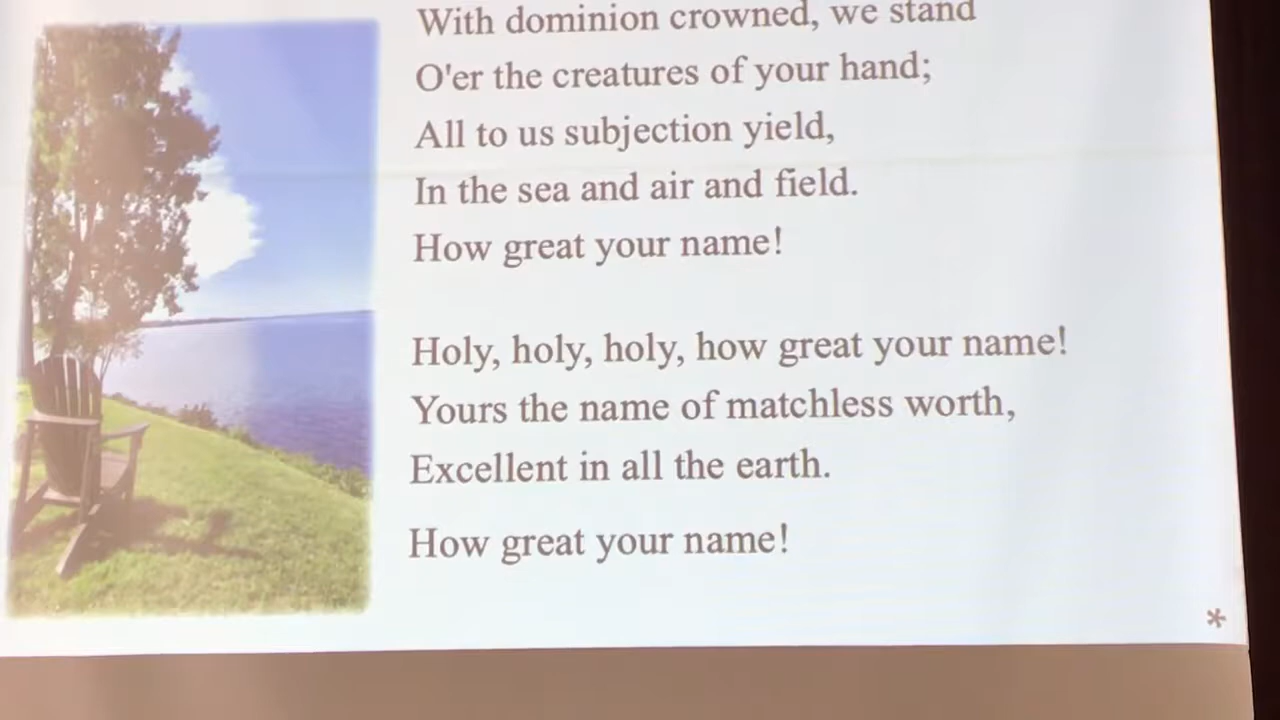 With dominion crowned, we stand
O'er the creatures of your hand;
All to us subjection yield,
In the sea and air and field.
How great your name!
Holy, holy, holy, how great your name!
Yours the name of matchless worth,
Excellent in all the earth.
How great your name!
*